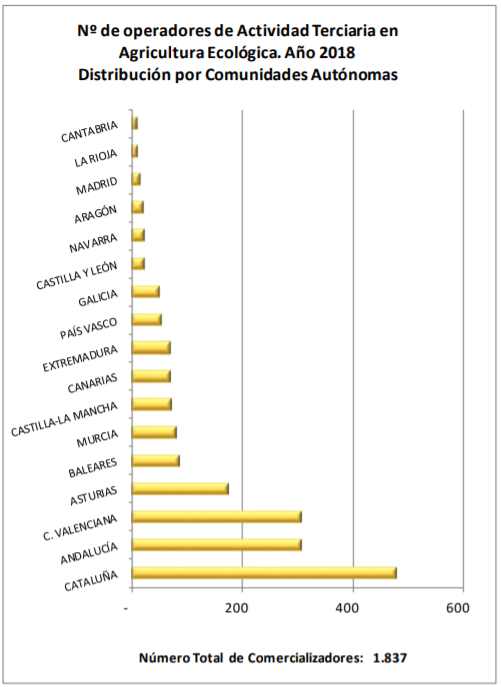 Nº de operadores de Actividad Terciaria en
Agricultura Ecológica. Año 2018
Distribución por Comunidades Autónomas
CANTABRIA
LA RIOJA
MADRID
ARAGÓN
NAVARRA
CASTILLA Y LEÓN
GALICIA
PAÍS VASCO
EXTREMADURA
CANARIAS
CASTILLA-LA MANCHA
MURCIA
BALEARES
ASTURIAS
C. VALENCIANA
ANDALUCÍA
CATALUÑA
- 200 400 600
Número Total de Comercializadores: 1.837